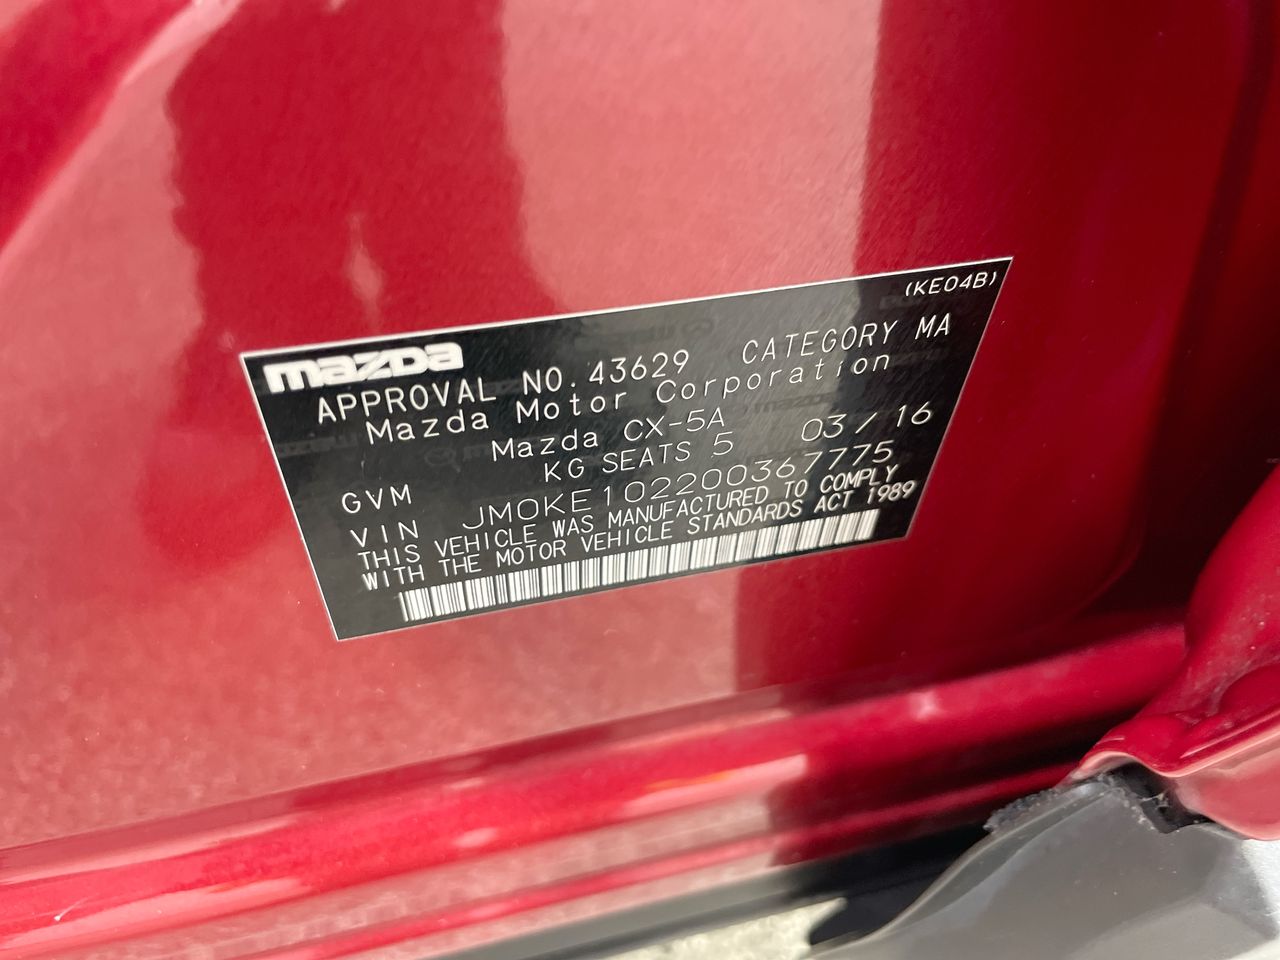 (KE04B)
mazda
APPROVAL NO. 43629 CATEGORY MA
Mazda Motor Corporation
Mazda CX-5A 03/16
GVM KG SEATS 5
VIN JM0KE102200367775
THIS VEHICLE WAS MANUFACTURED TO COMPLY
WITH THE MOTOR VEHICLE STANDARDS ACT 1989